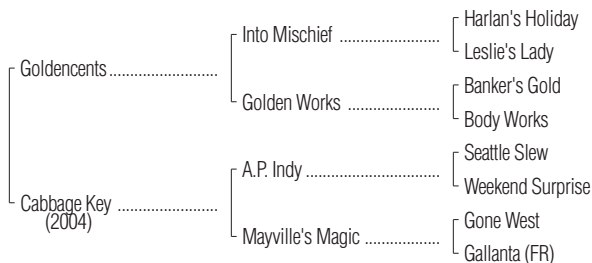 Goldencents
Into Mischief
Harlan's Holiday
Leslie's Lady
Golden Works
Banker's Gold
Body Works
Cabbage Key
(2004)
A.P. Indy
Seattle Slew
Weekend Surprise
Mayville's Magic
Gone West
Gallanta (FR)